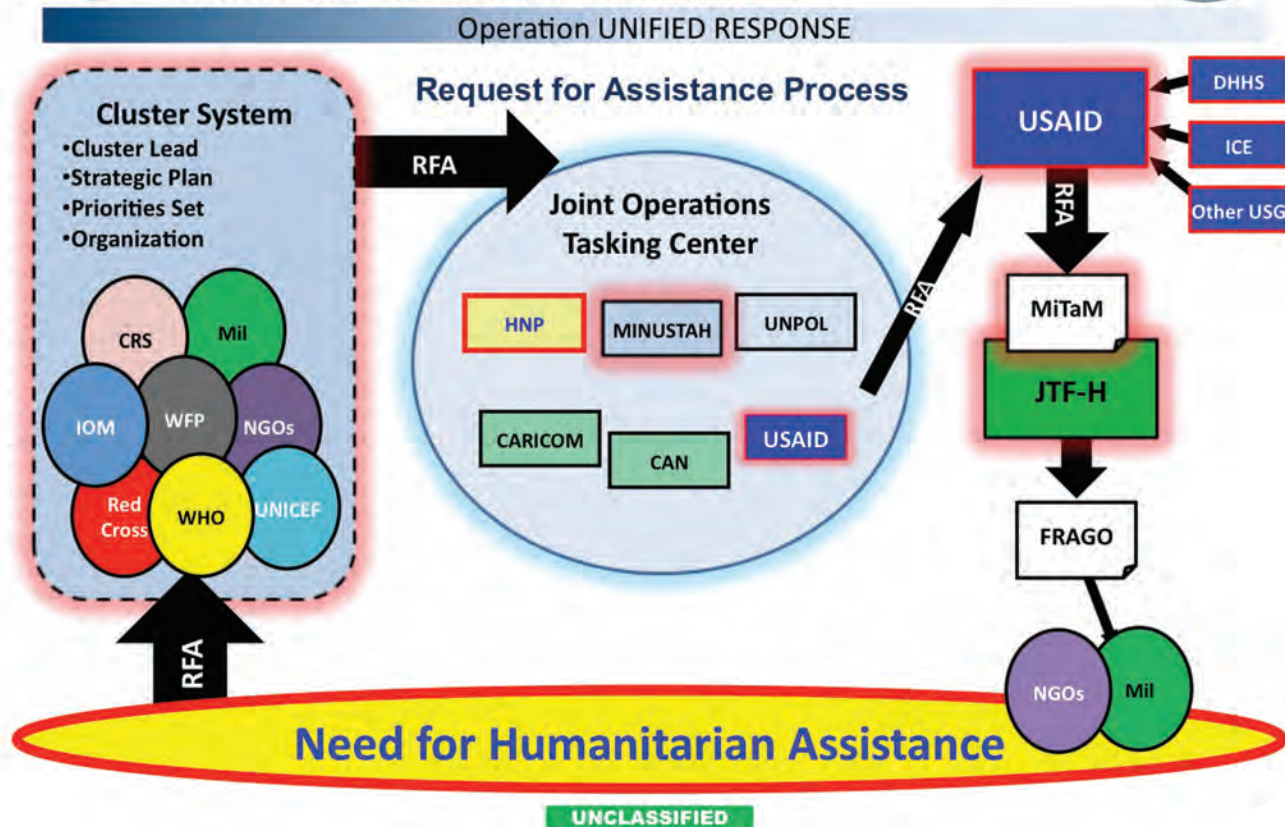 Operation UNIFIED RESPONSE
Request for Assistance Process
Cluster System
•Cluster Lead
•Strategic Plan
•Priorities Set
•Organization
CRS
Mil
IOM
WFP
NGOs
Red
Cross
WHO
UNICEF
RFA
RFA
Joint Operations
Tasking Center
HNP
MINUSTAH
UNPOL
CARICOM
CAN
USAID
RFA
USAID
DHHS
ICE
Other USG
RFA
MiTaM
JTF-H
FRAGO
NGOs
Mil
Need for Humanitarian Assistance
UNCLASSIFIED